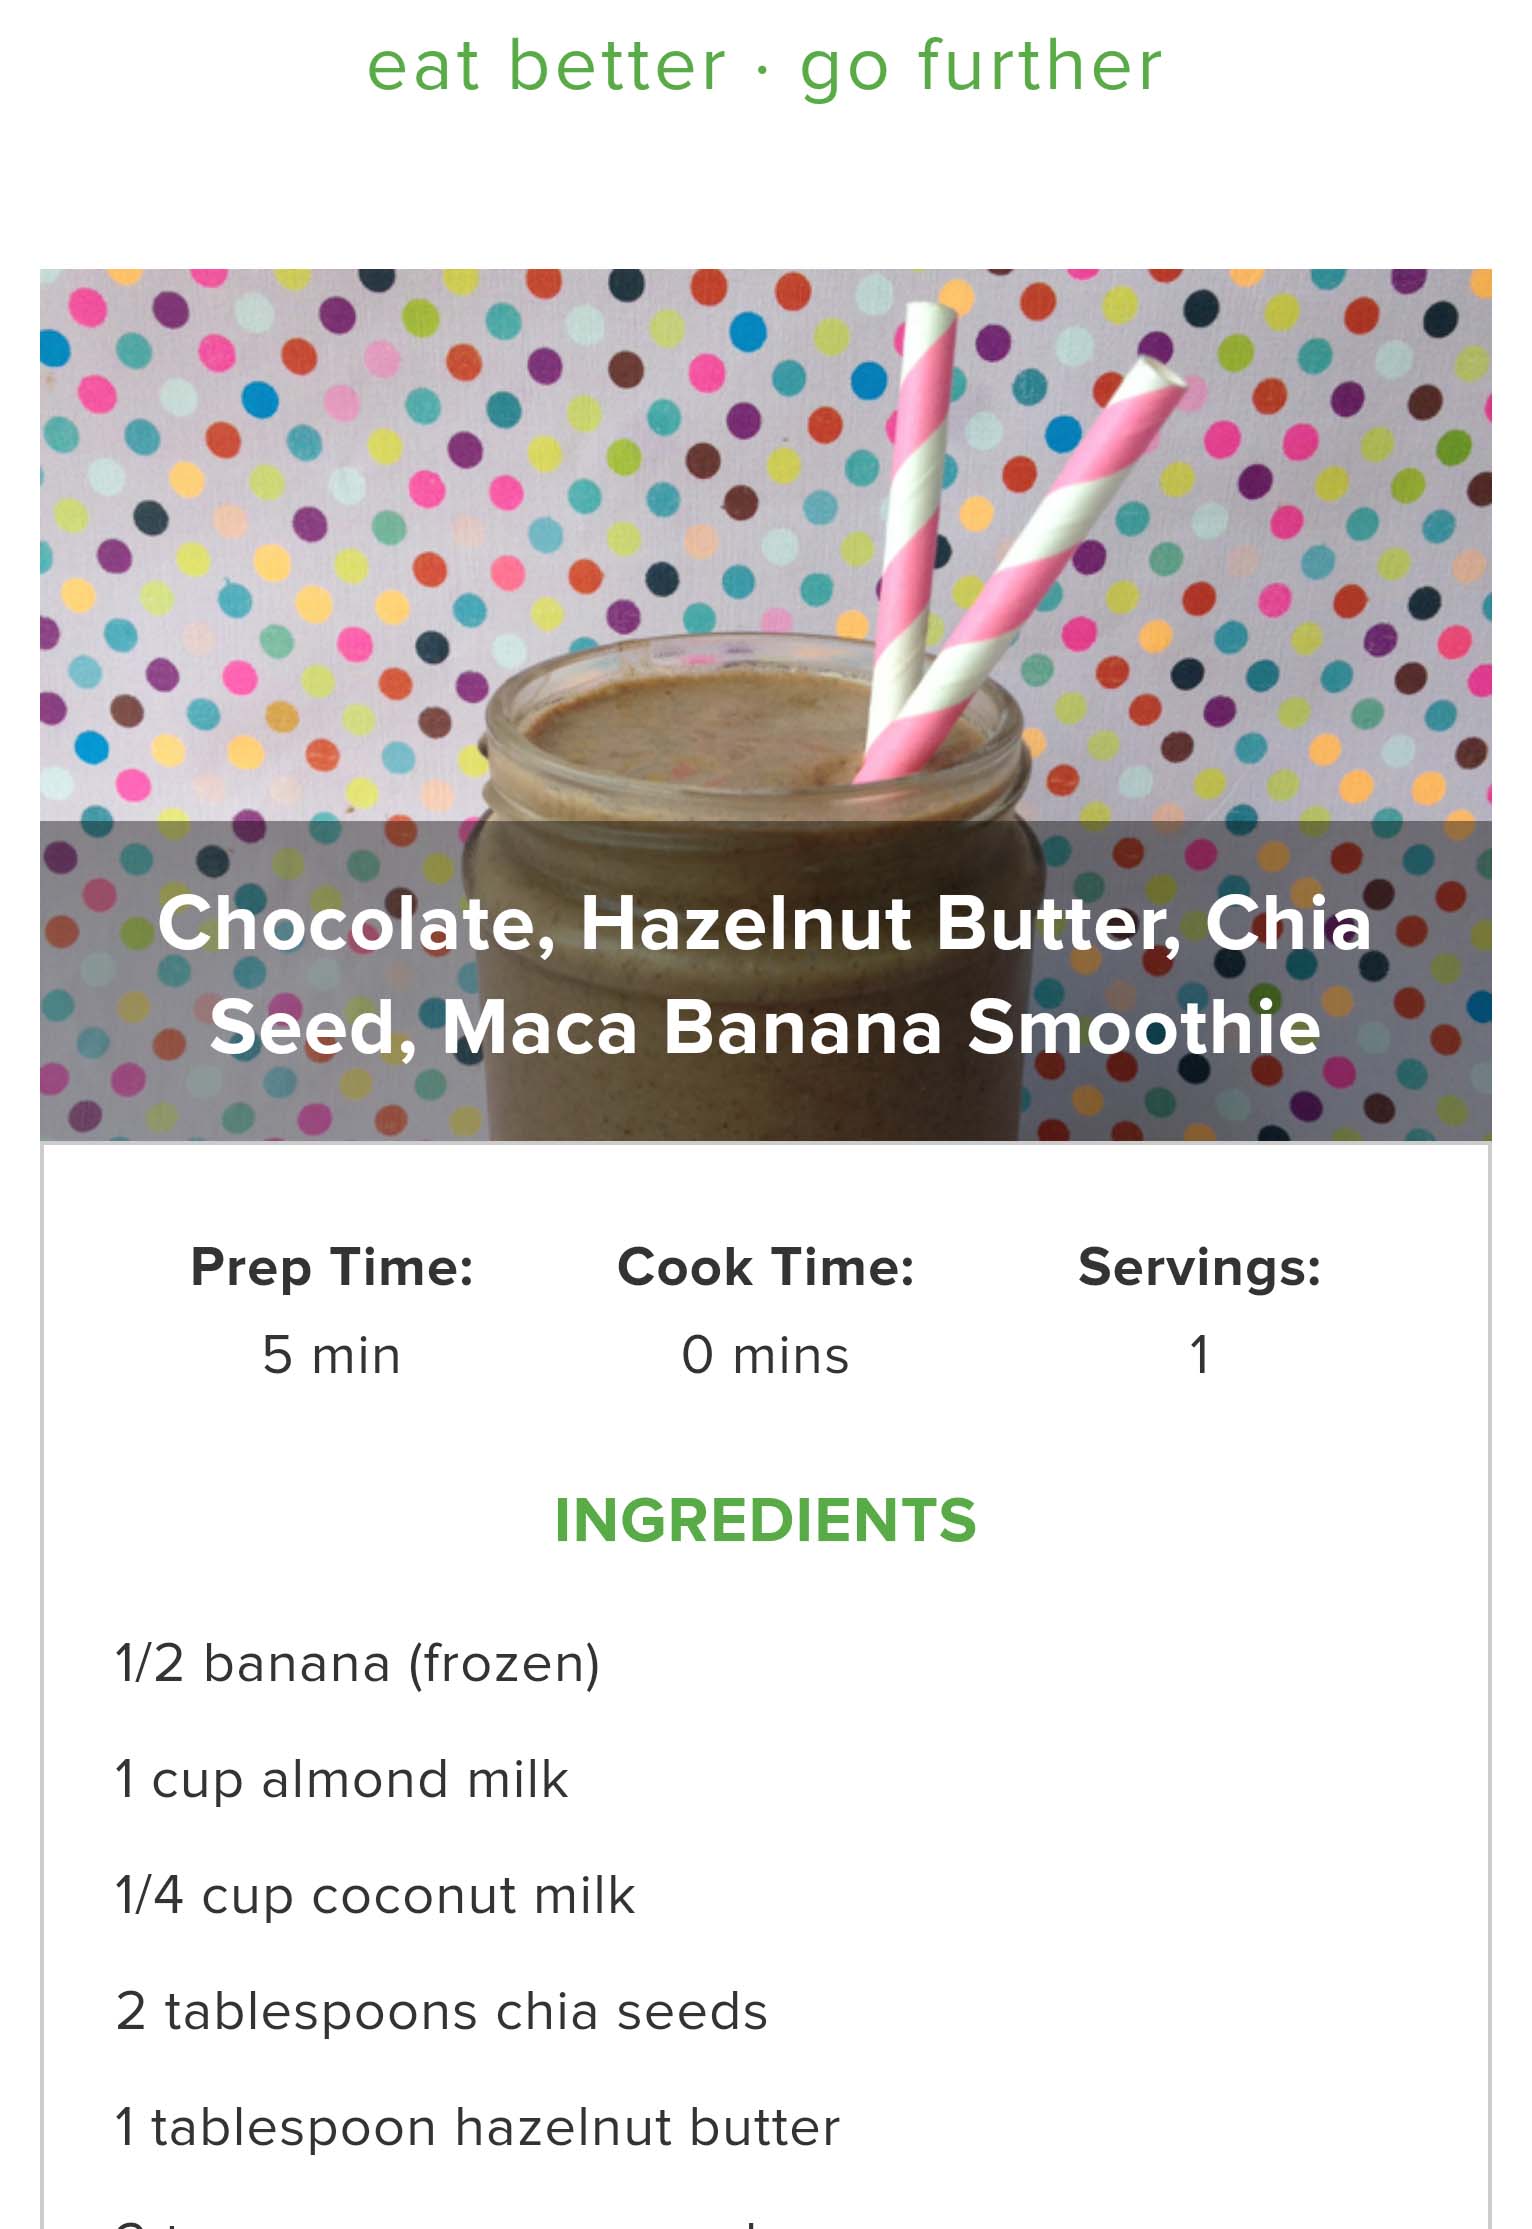 eat better · go further
Chocolate, Hazelnut Butter, Chia
Seed, Maca Banana Smoothie
Prep Time: Cook Time: Servings:
5 min 0 mins 1
INGREDIENTS
1/2 banana (frozen)
1 cup almond milk
1/4 cup coconut milk
2 tablespoons chia seeds
1 tablespoon hazelnut butter